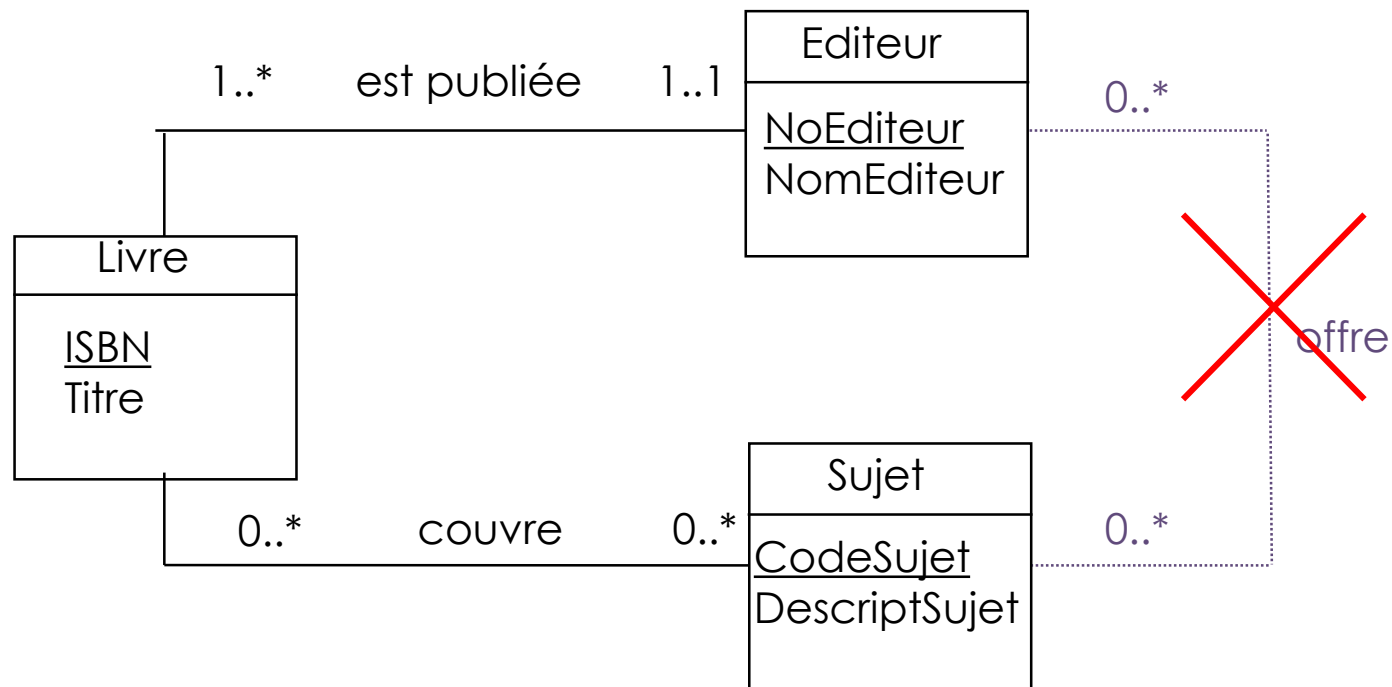 Editeur
1..* est publiée 1..1
0..*
NoEditeur
NomEditeur
Livre
ISBN
Titre
offre
Sujet
0..* couvre 0..*
0..*
CodeSujet
DescriptSujet